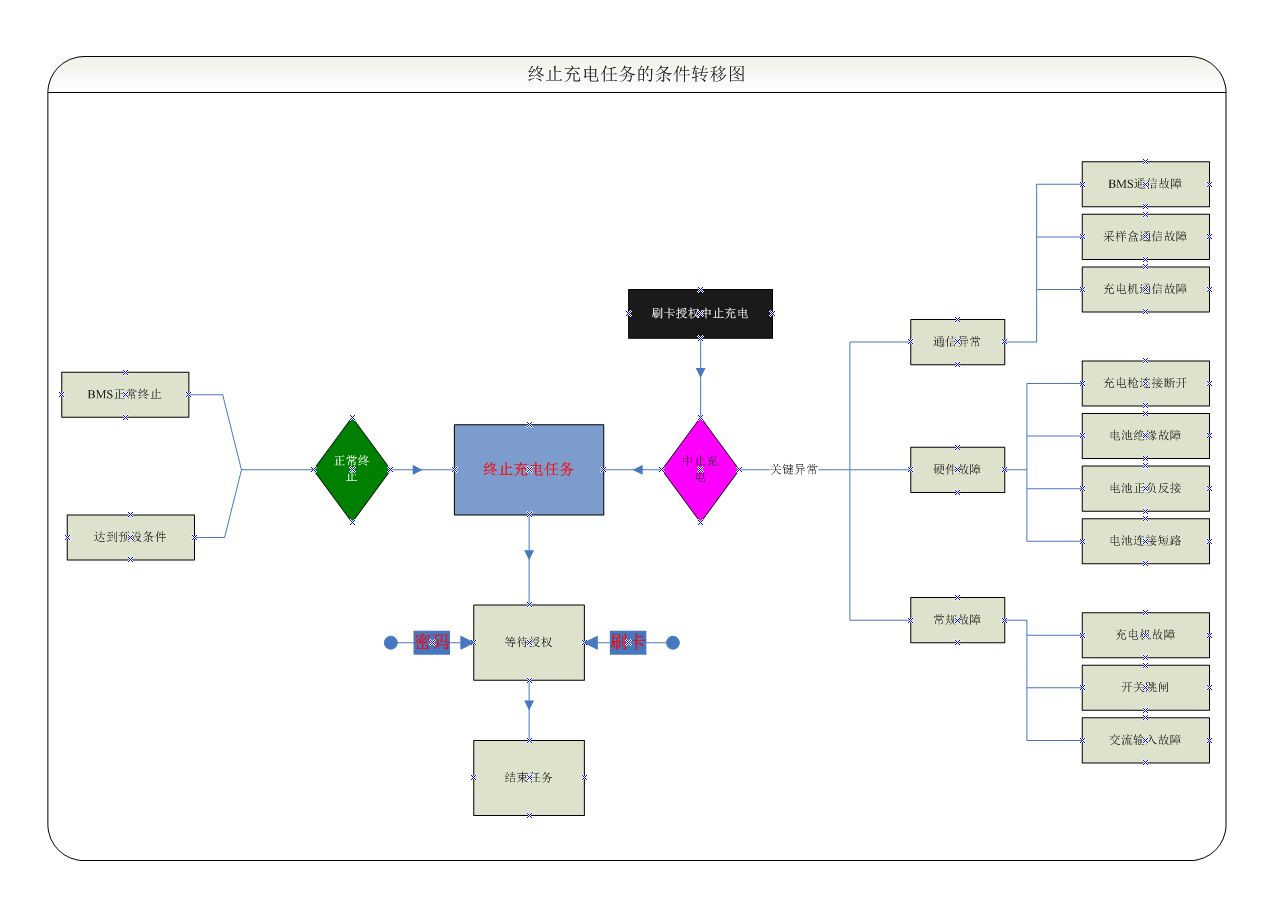 终止充电任务的条件转移图
BMS通信故障
采样盒通信故障
充电机通信故障
刷卡授权中止充电
通信异常
充电枪连接断开
BMS正常终止
电池绝缘故障
正常终
止
终止充电任务
中止充
电
关键异常
硬件故障
电池正负反接
达到预设条件
电池连接短路
常规故障
充电机故障
密码
等待授权
刷卡
开关跳闸
交流输入故障
结束任务